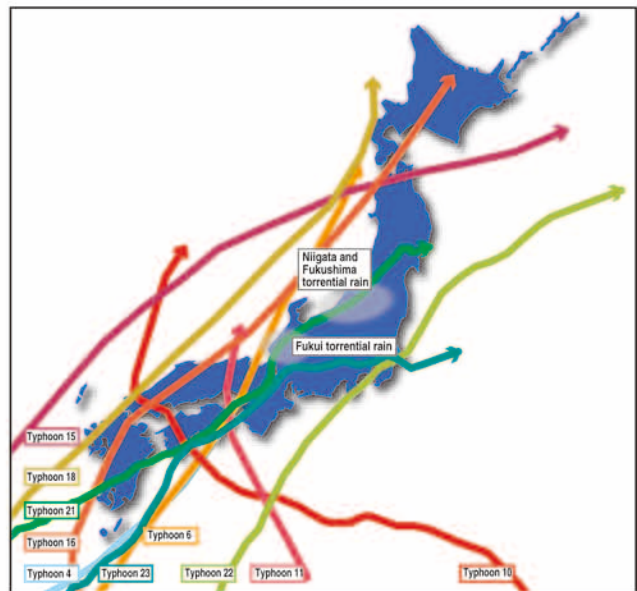 Niigata and
Fukushima
torrential rain
Fukui torrential rain
Typhoon 15
Typhoon 18
Typhoon 21
Typhoon 16
Typhoon 6
Typhoon 4
Typhoon 23
Typhoon 22
Typhoon 11
Typhoon 10